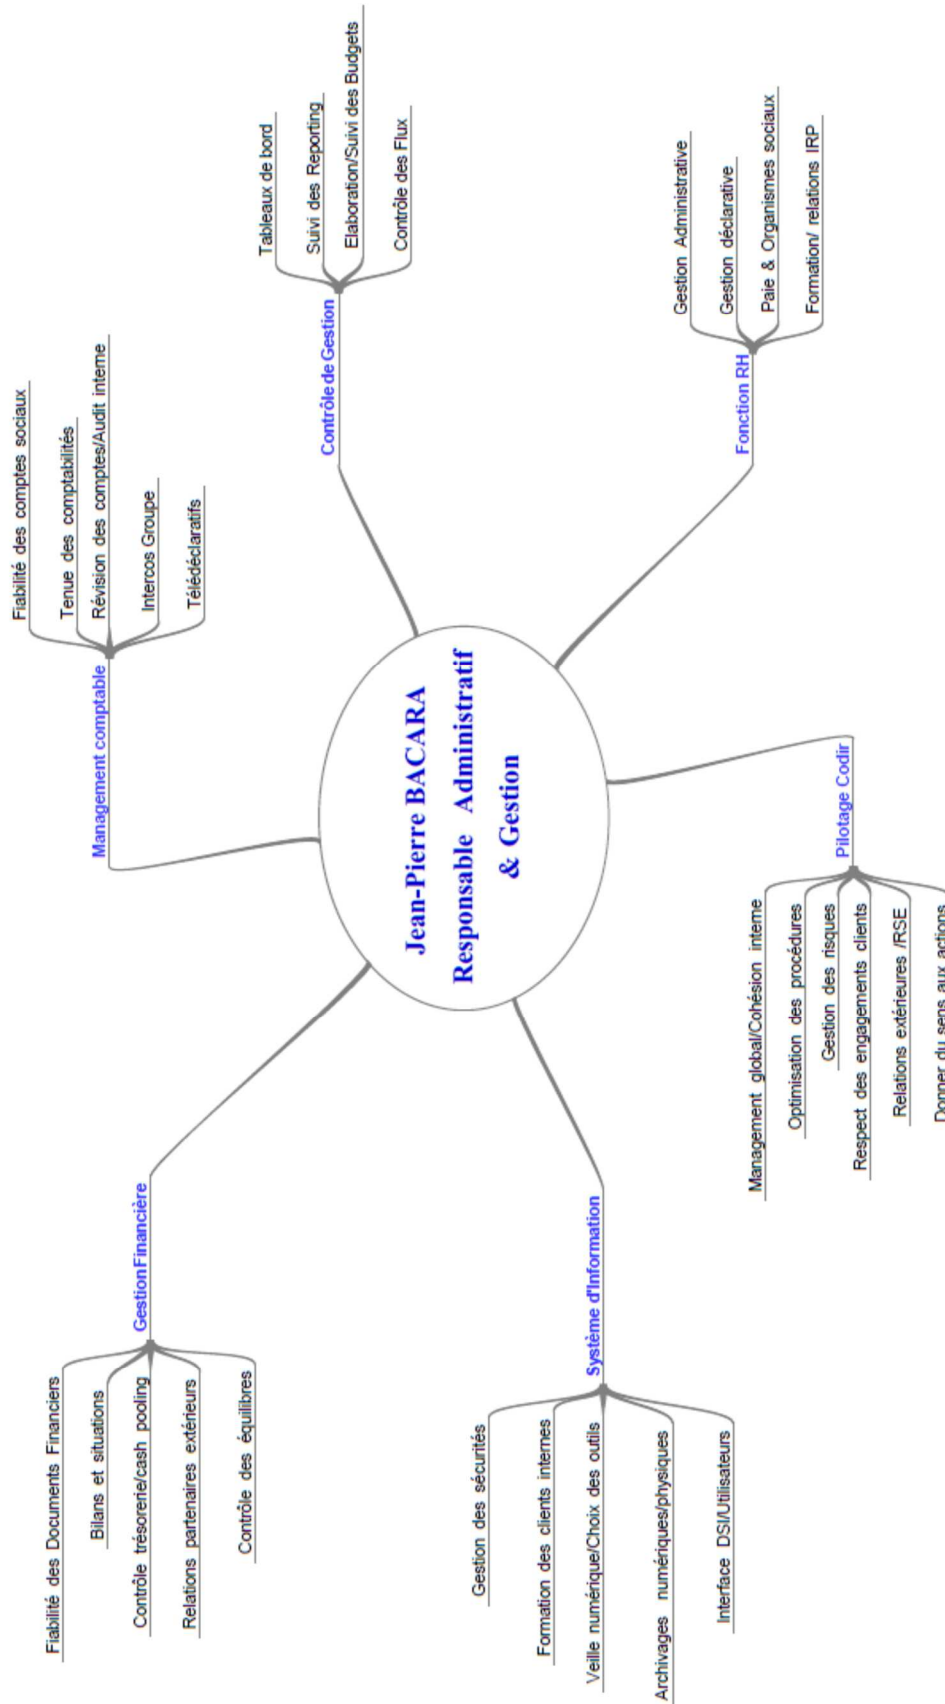 Jean-Pierre BACARA
Responsable Administratif
& Gestion
Management comptable
Fiabilité des comptes sociaux
Tenue des comptabilités
Révision des comptes/Audit interne
Intercos Groupe
Télédéclaratifs
Contrôle de Gestion
Tableaux de bord
Suivi des Reporting
Elaboration/Suivi des Budgets
Contrôle des Flux
Fonction RH
Gestion Administrative
Gestion déclarative
Paie & Organismes sociaux
Formation/ relations IRP
Pilotage Codir
Management global/Cohésion interne
Optimisation des procédures
Gestion des risques
Respect des engagements clients
Relations extérieures /RSE
Donner du sens aux actions
Système d'Information
Gestion des sécurités
Formation des clients internes
Veille numérique/Choix des outils
Archivages numériques/physiques
Interface DSI/Utilisateurs
Gestion Financière
Fiabilité des Documents Financiers
Bilans et situations
Contrôle trésorerie/cash pooling
Relations partenaires extérieurs
Contrôle des équilibres